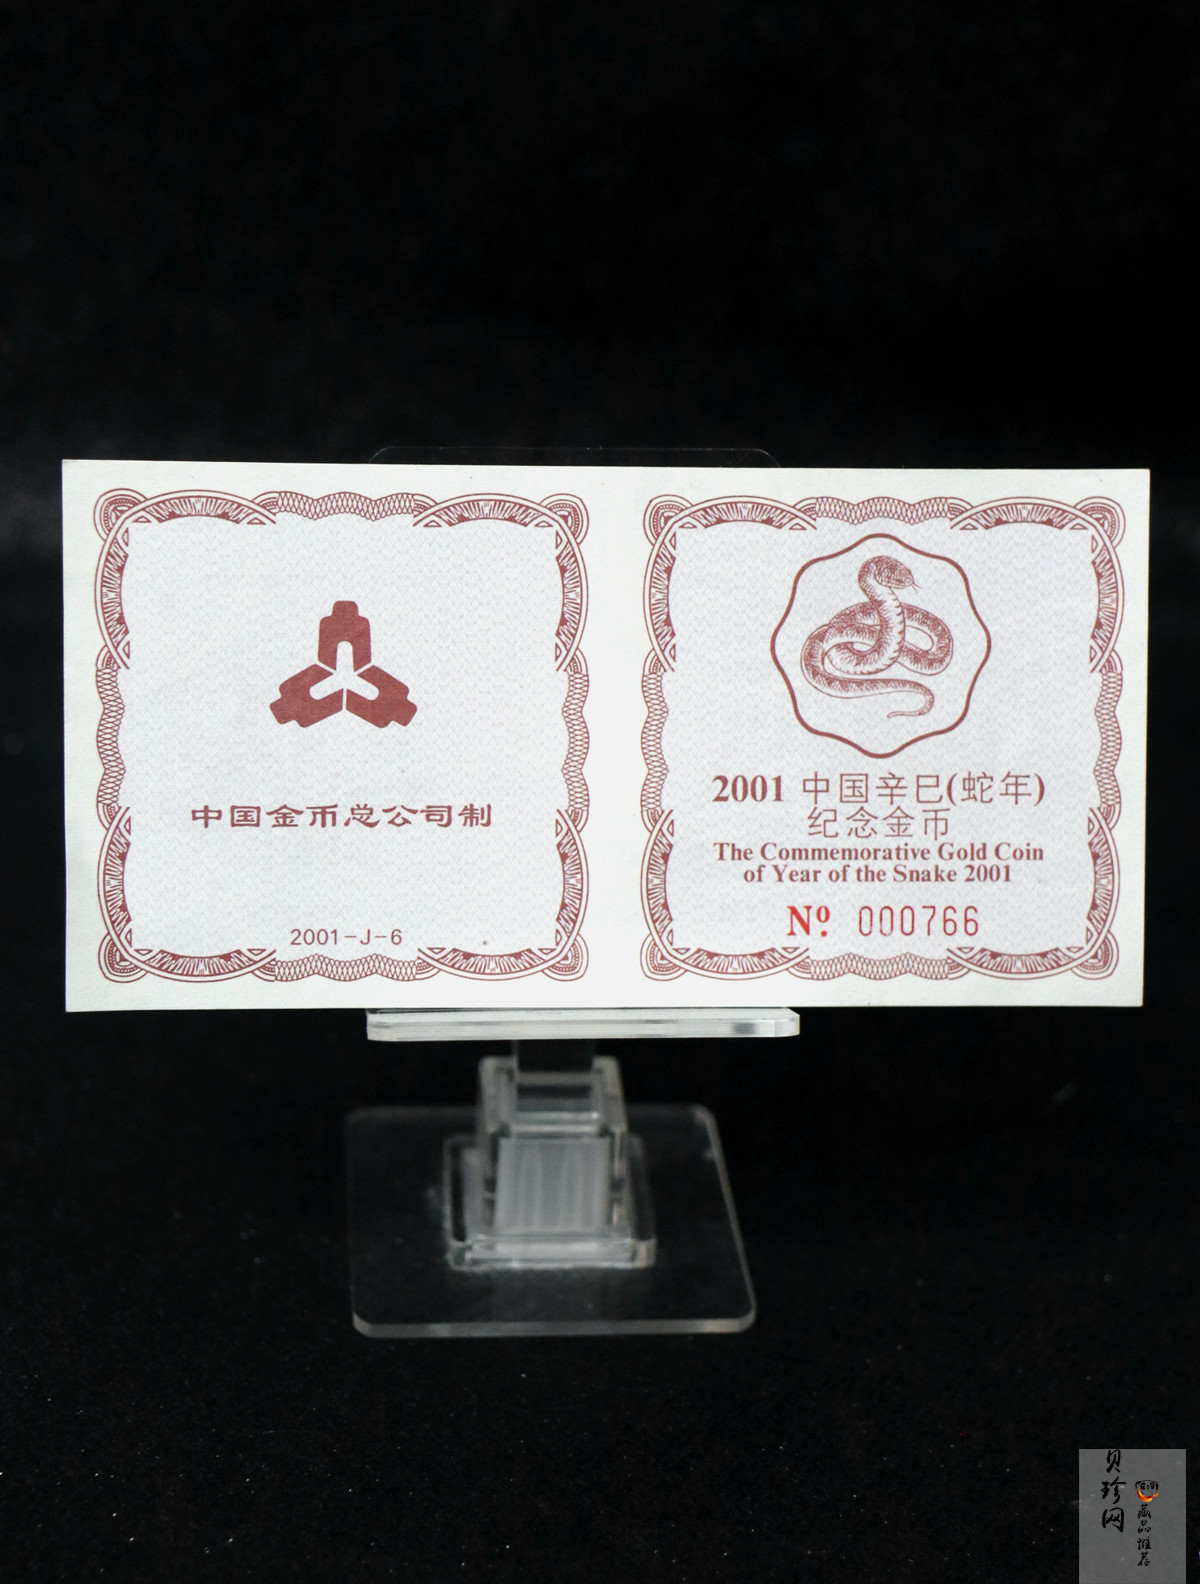 中国金币总公司制
2001-J-6
2001 中国辛巳(蛇年)
纪念金币
The Commemorative Gold Coin
of Year of the Snake 2001
Nº 000766
贝珍网
藏品推荐